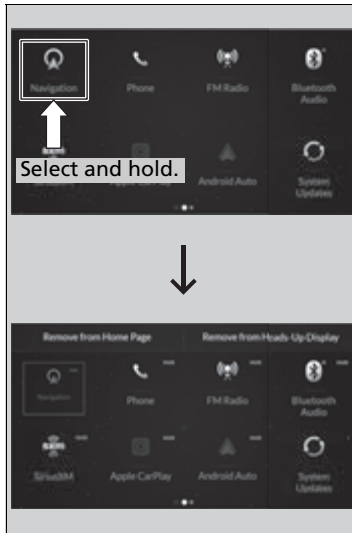 Navigation Phone FM Radio Bluetooth Audio
Select and hold.
Android Auto System Updates
Remove from Home Page Remove from Heads-Up Display
Navigation Phone FM Radio Bluetooth Audio
SiriusXM Apple CarPlay Android Auto System Updates